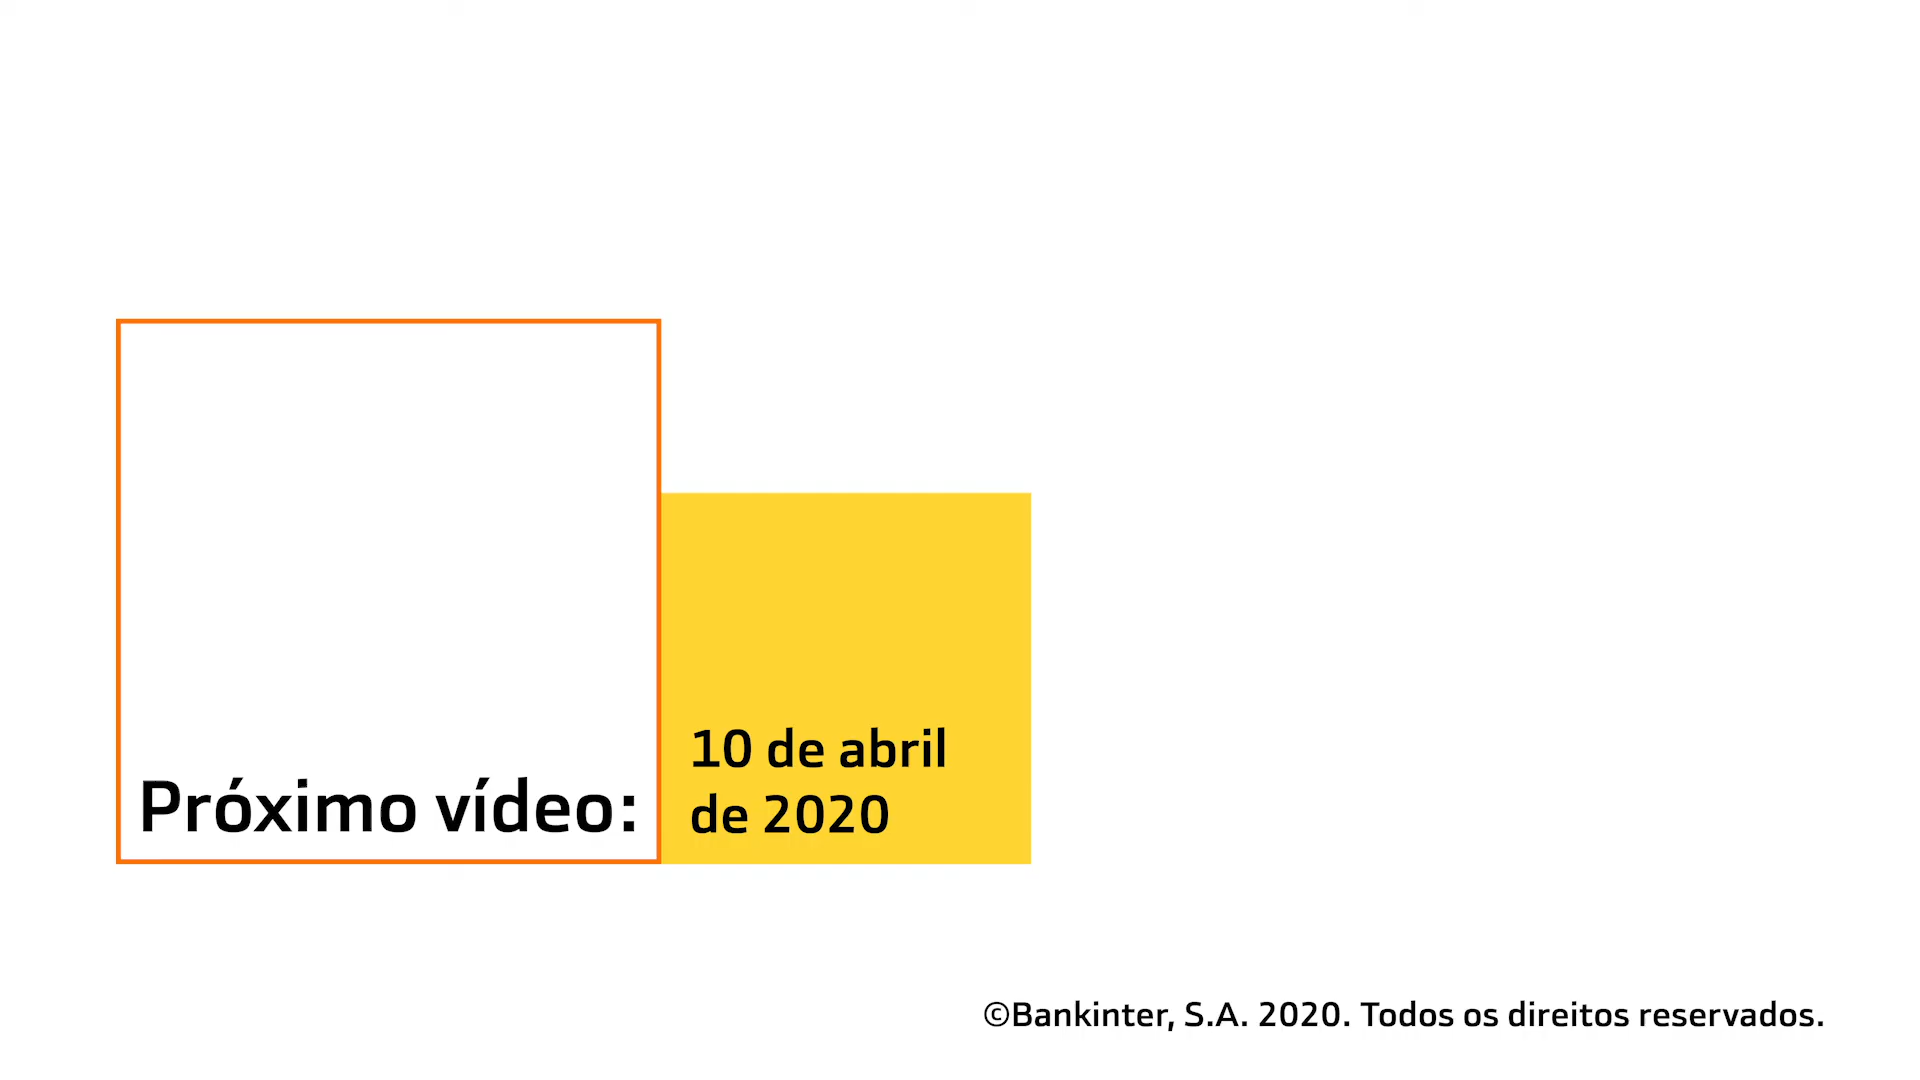 Próximo vídeo:
10 de abril
de 2020
©Bankinter, S.A. 2020. Todos os direitos reservados.